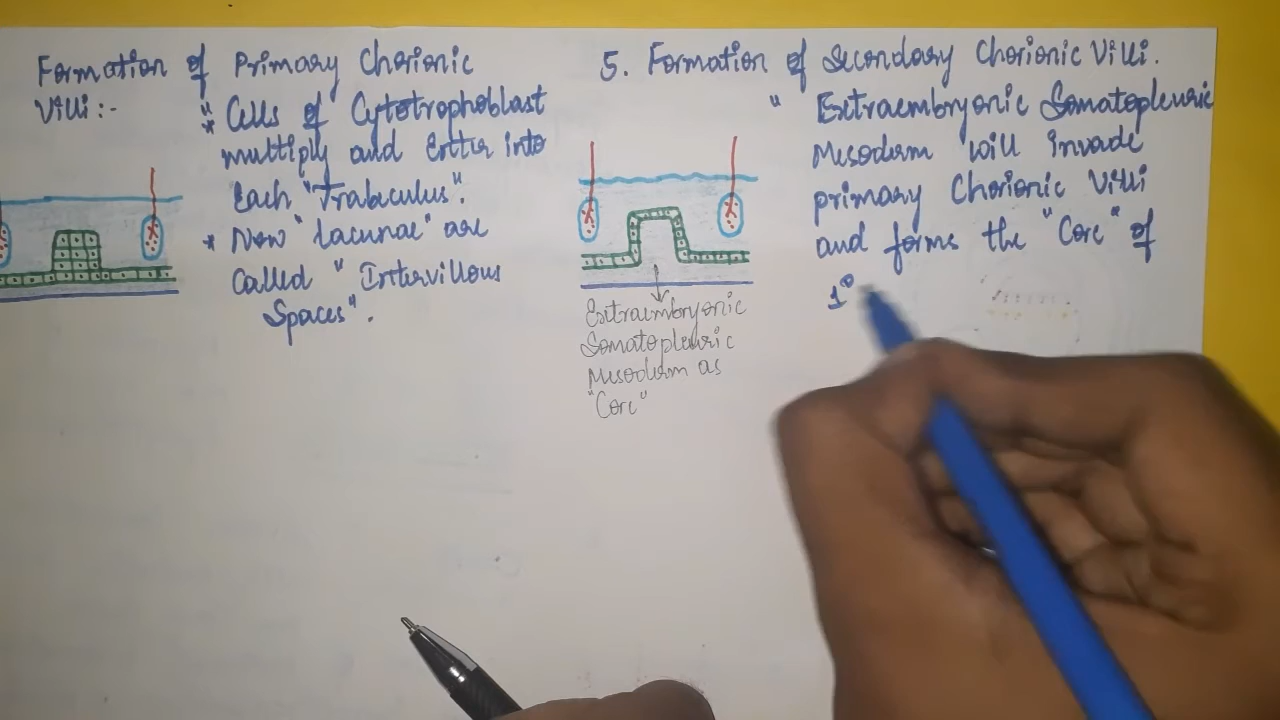 Formation of Primary Chorionic
Villi :-
* Cells of Cytotrophoblast
multiply and Enter into
Each "Trabaculus".
* Now "lacunae" are
Called "Intervillous
Spaces".
5. Formation of Secondary Chorionic Villi.
" Extraembryonic Somatopleuric
Mesoderm will invade
primary Chorionic Villi
and forms the "Core" of
1°
Extraembryonic
Somatopleuric
Mesoderm as
"Core"